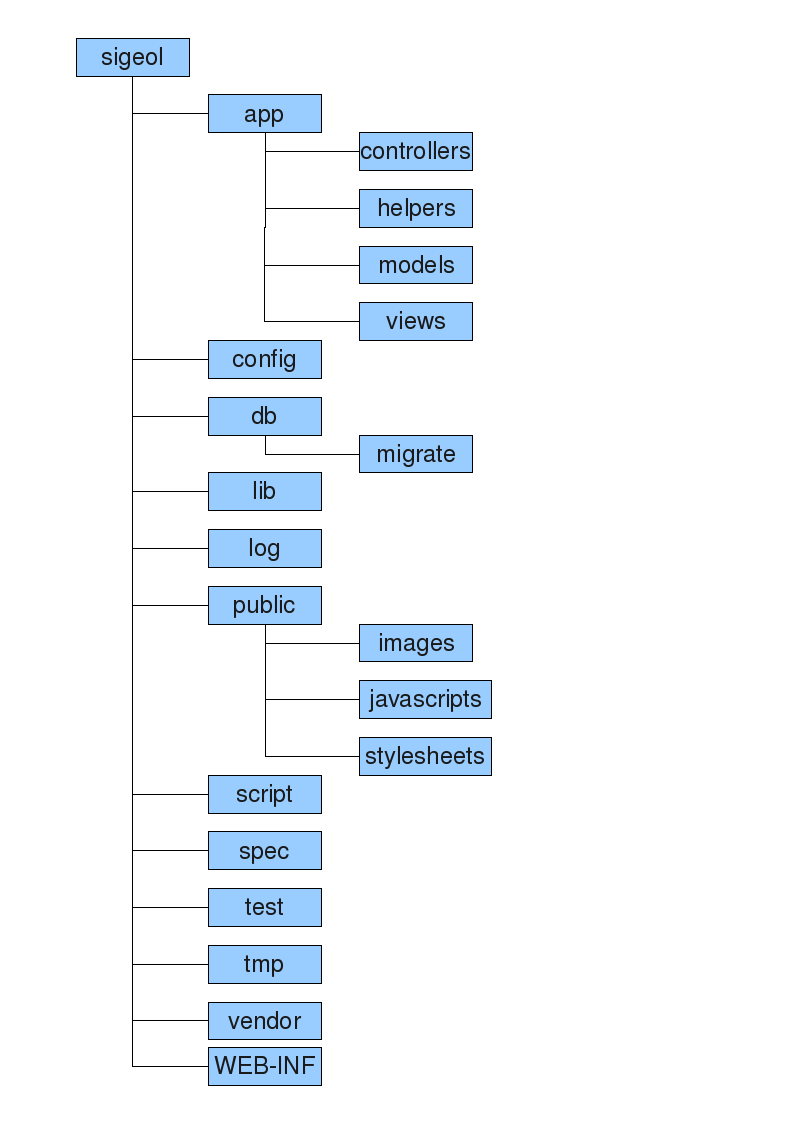 sigeol
app
controllers
helpers
models
views
config
db
migrate
lib
log
public
images
javascripts
stylesheets
script
spec
test
tmp
vendor
WEB-INF